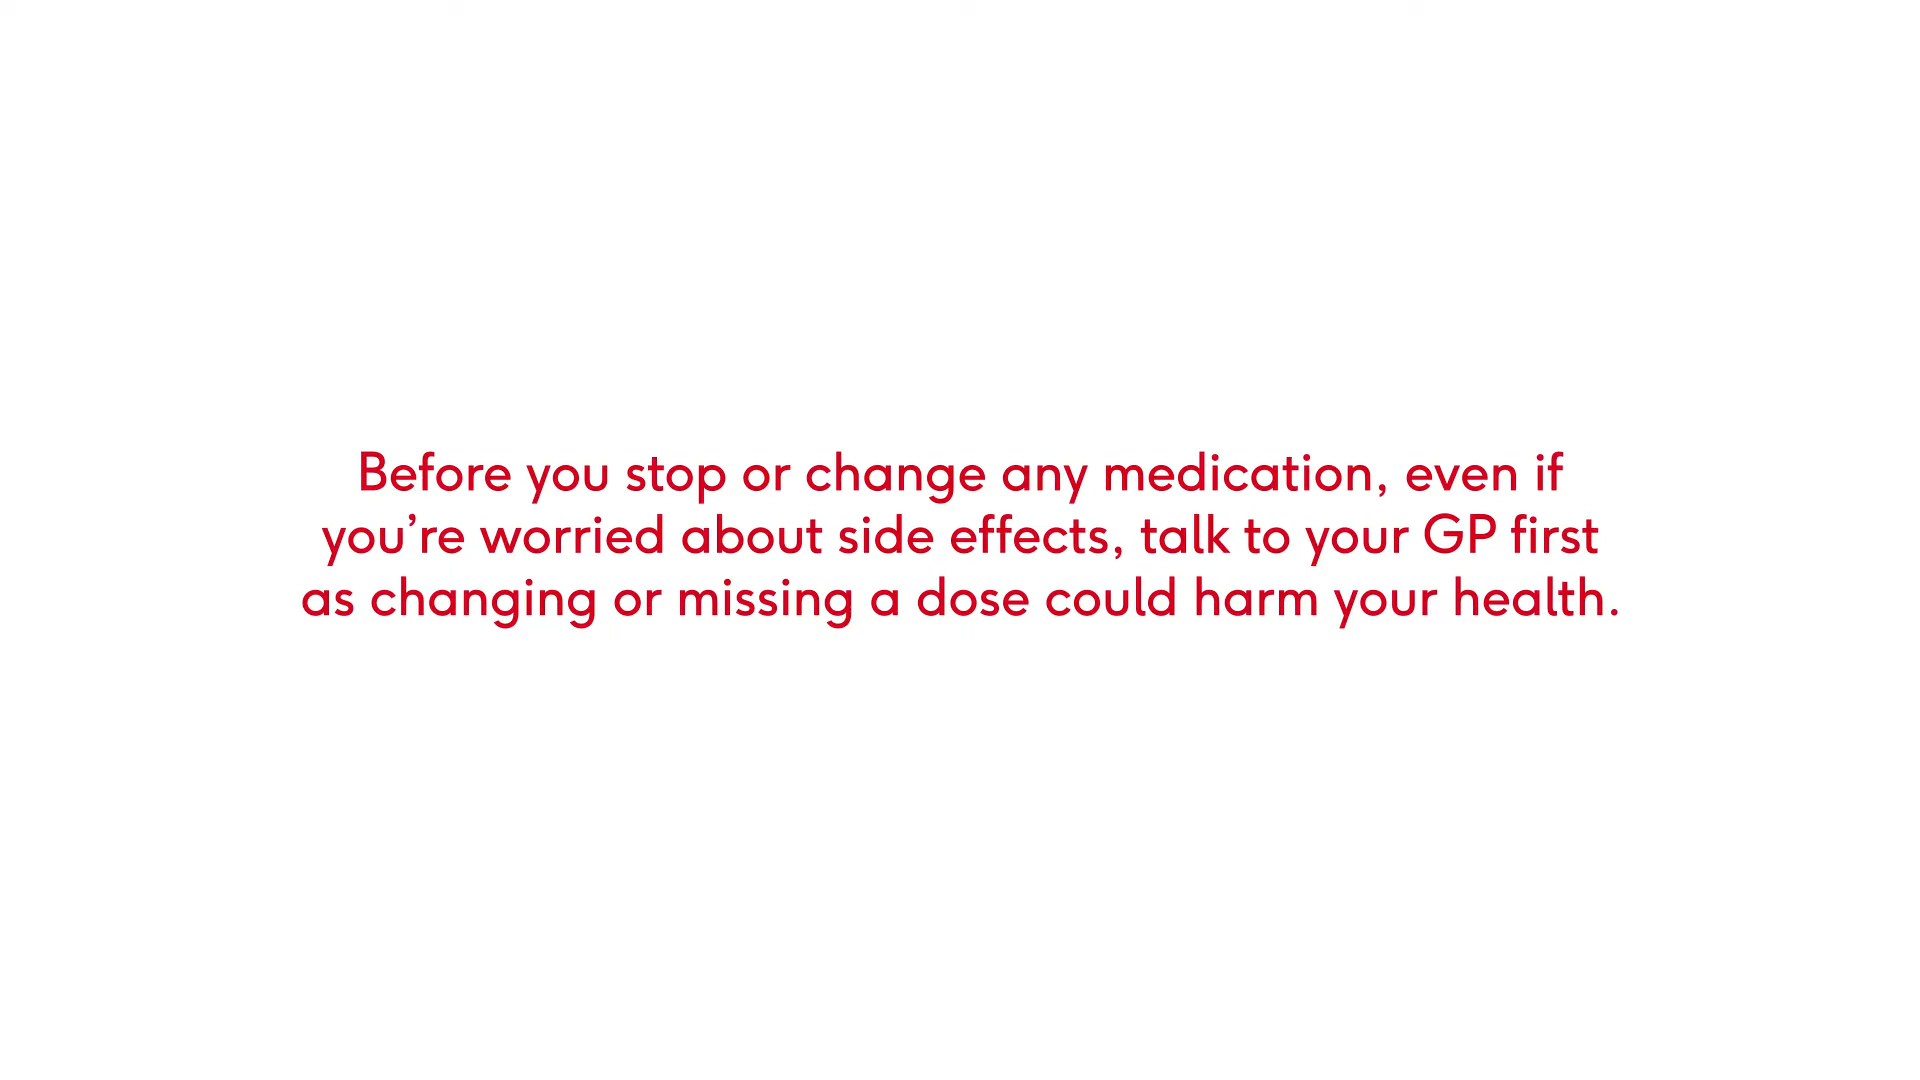 Before you stop or change any medication, even if
you’re worried about side effects, talk to your GP first
as changing or missing a dose could harm your health.